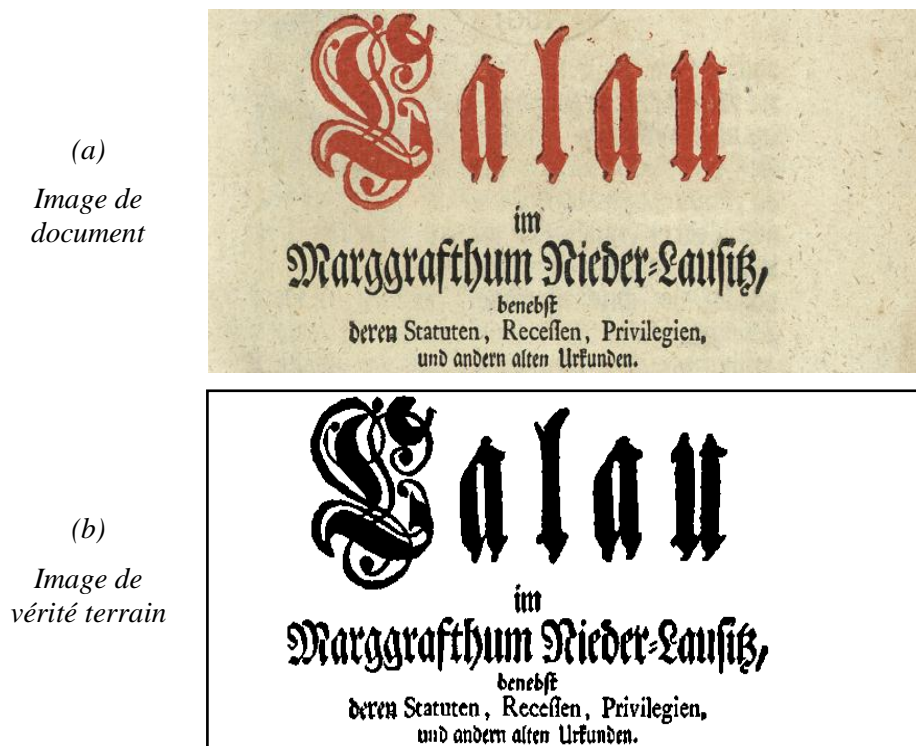 (a)
Image de
document
Calau
im
Marggrafthum Nieder-Lauſitz,
benebſt
deren Statuten, Receſſen, Privilegien,
und andern alten Urkunden.
(b)
Image de
vérité terrain
Calau
im
Marggrafthum Nieder-Lauſitz,
benebſt
deren Statuten, Receſſen, Privilegien,
und andern alten Urkunden.